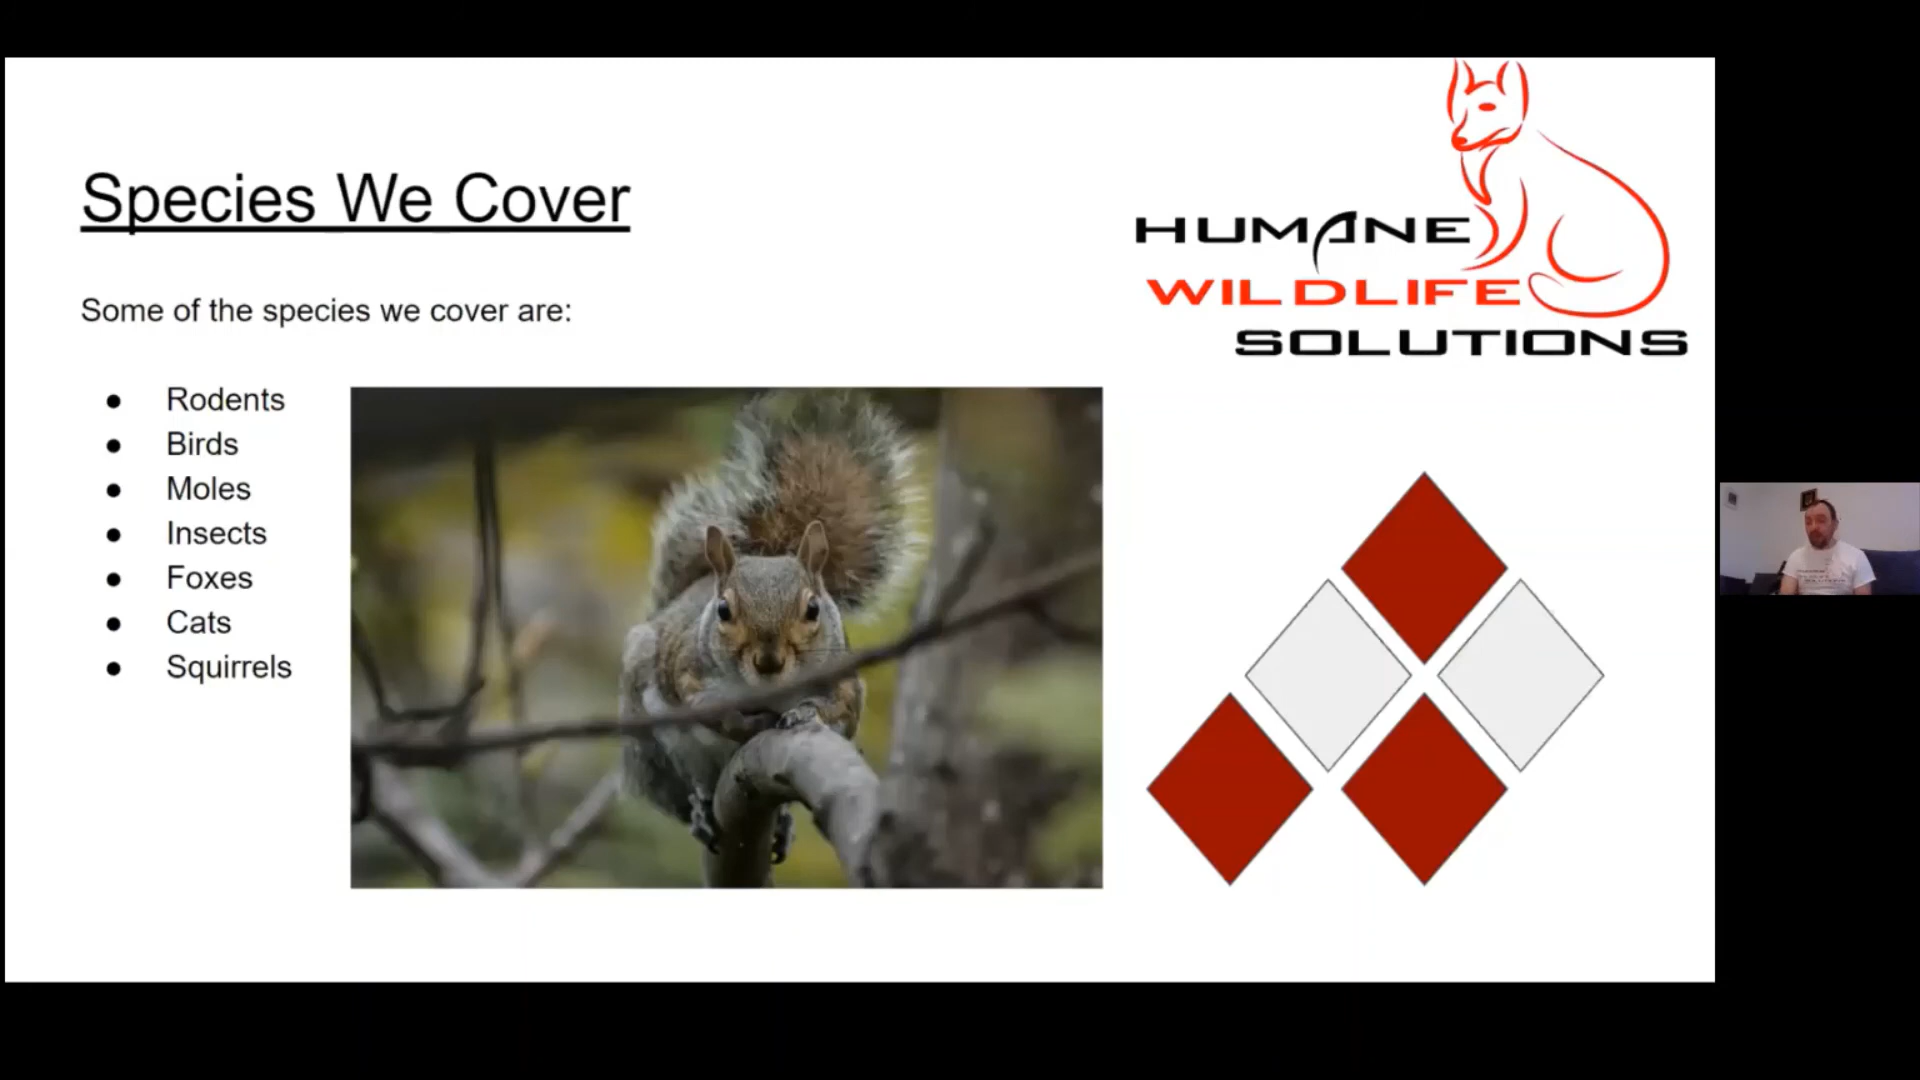 Species We Cover
HUMANE
WILDLIFE
SOLUTIONS
Some of the species we cover are:
● Rodents
● Birds
● Moles
● Insects
● Foxes
● Cats
● Squirrels